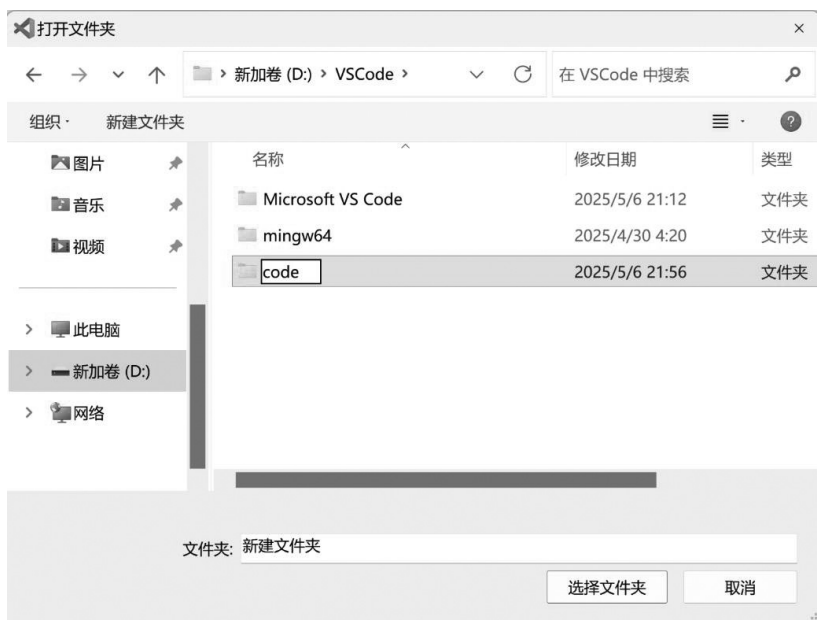 打开文件夹
新加卷 (D:) › VSCode ›
在 VSCode 中搜索
组织
新建文件夹
名称
修改日期
类型
图片
音乐
视频
此电脑
新加卷 (D:)
网络
Microsoft VS Code
2025/5/6 21:12
文件夹
mingw64
2025/4/30 4:20
文件夹
code
2025/5/6 21:56
文件夹
文件夹: 新建文件夹
选择文件夹
取消